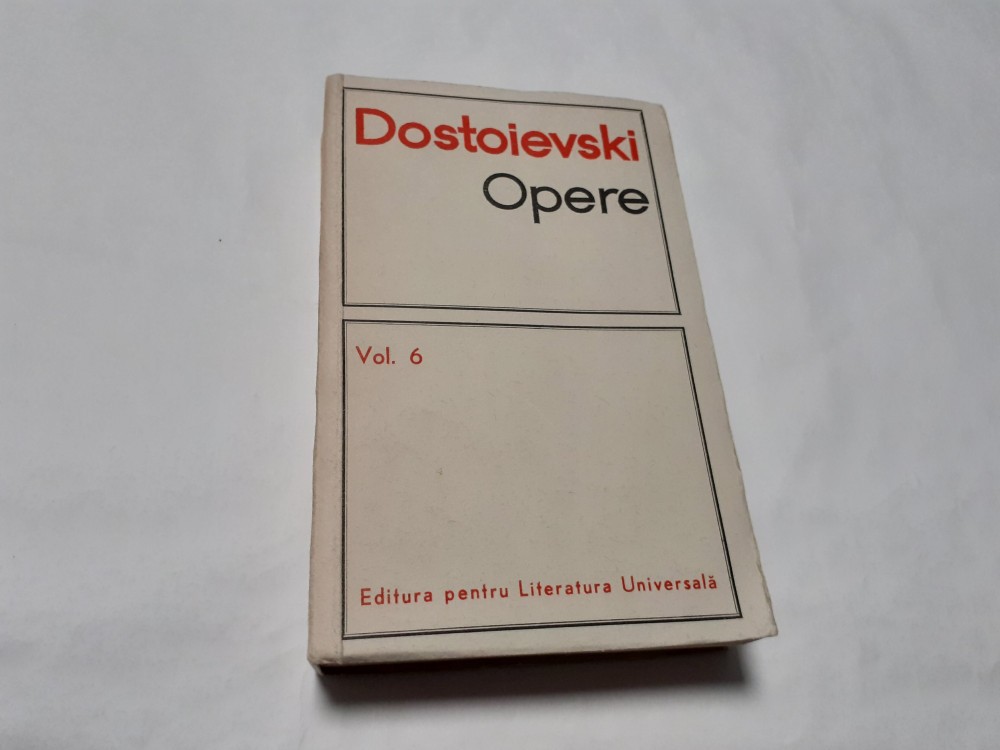 Dostoievski
Opere
Vol. 6
Editura pentru Literatura Universală